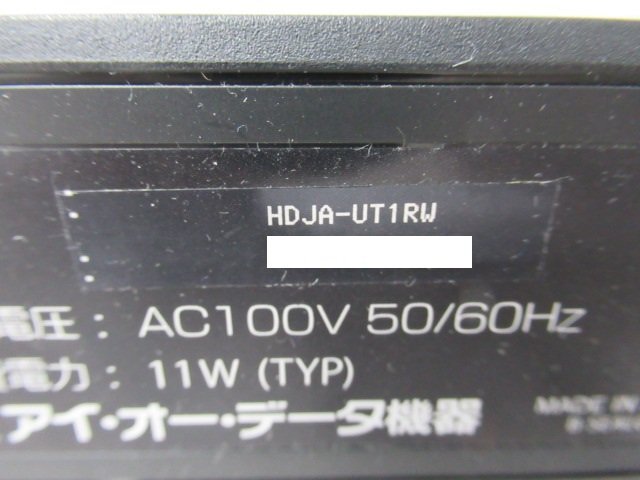 HDJA-UT1RW
電圧： AC100V 50/60Hz
電力： 11W (TYP)
アイ・オー・データ機器
MADE IN